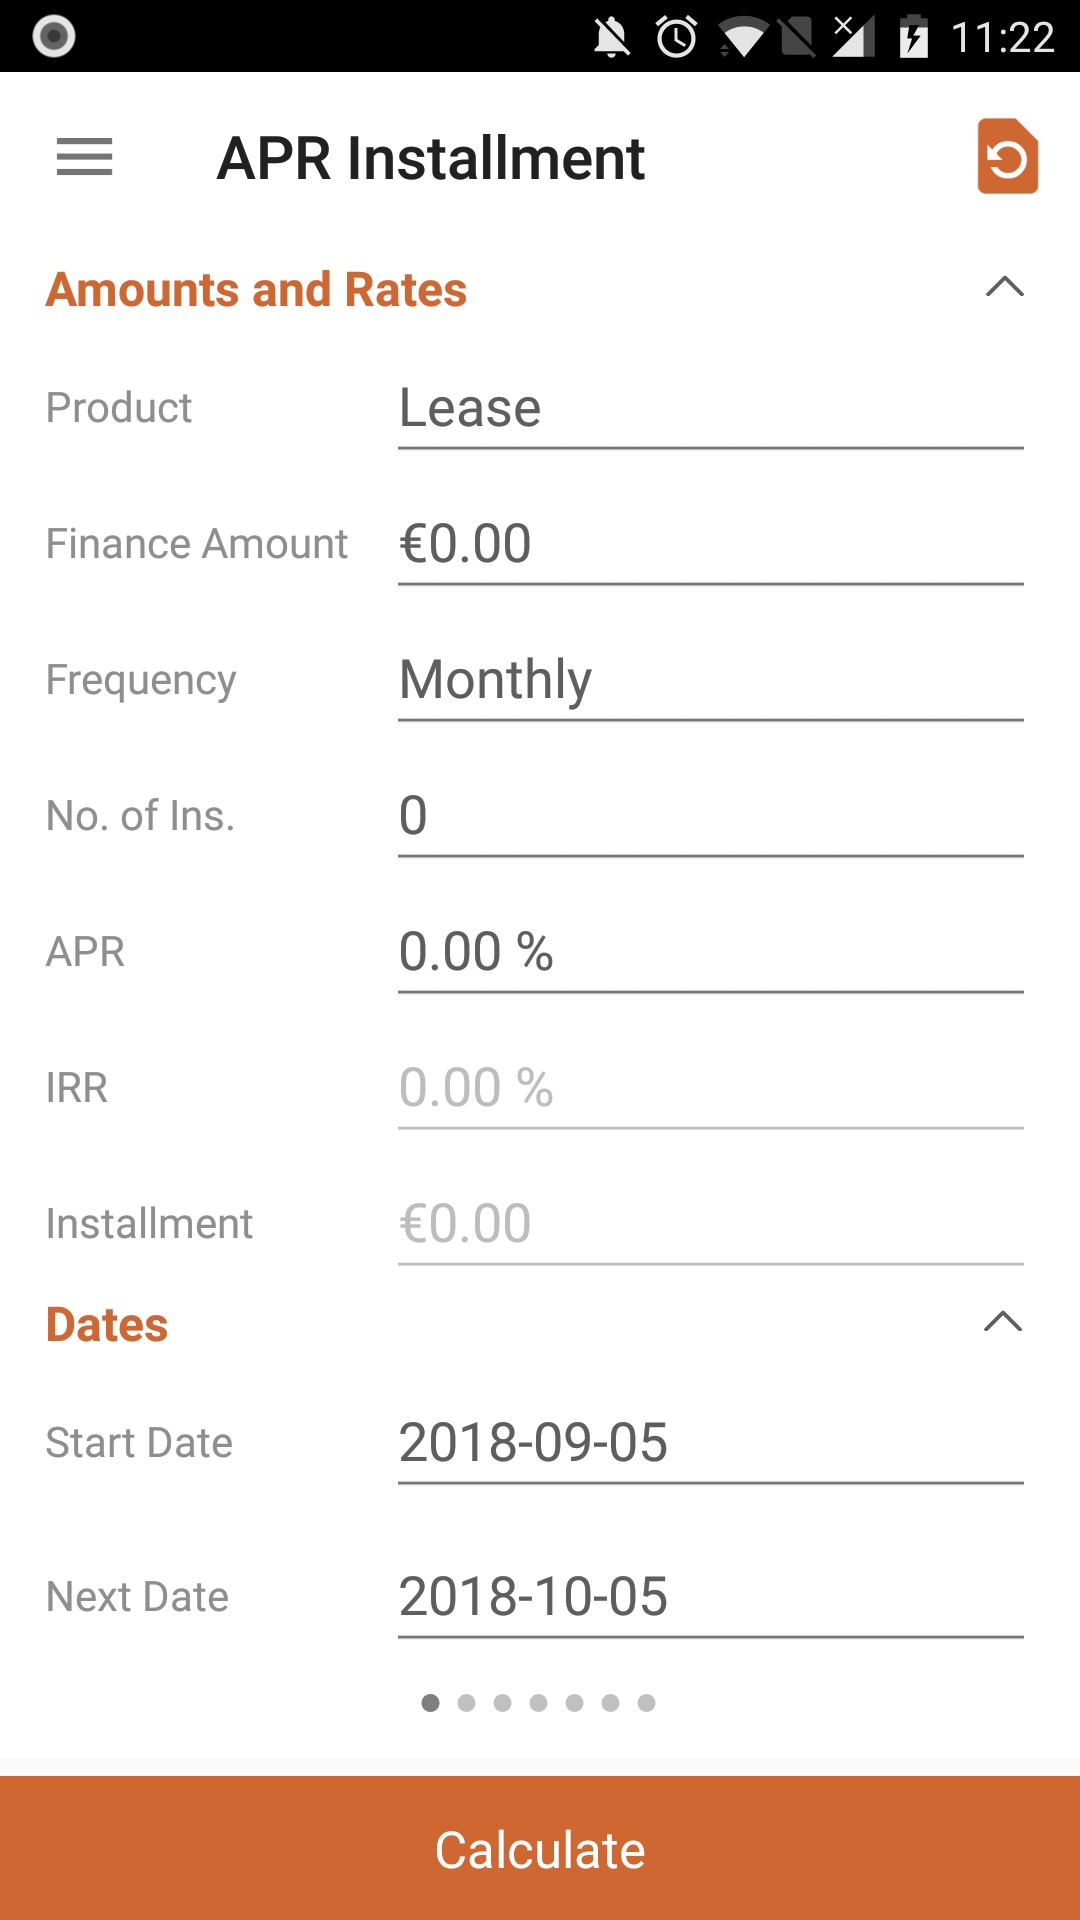 11:22
APR Installment
Amounts and Rates
Product Lease
Finance Amount €0.00
Frequency Monthly
No. of Ins. 0
APR 0.00 %
IRR 0.00 %
Installment €0.00
Dates
Start Date 2018-09-05
Next Date 2018-10-05
Calculate